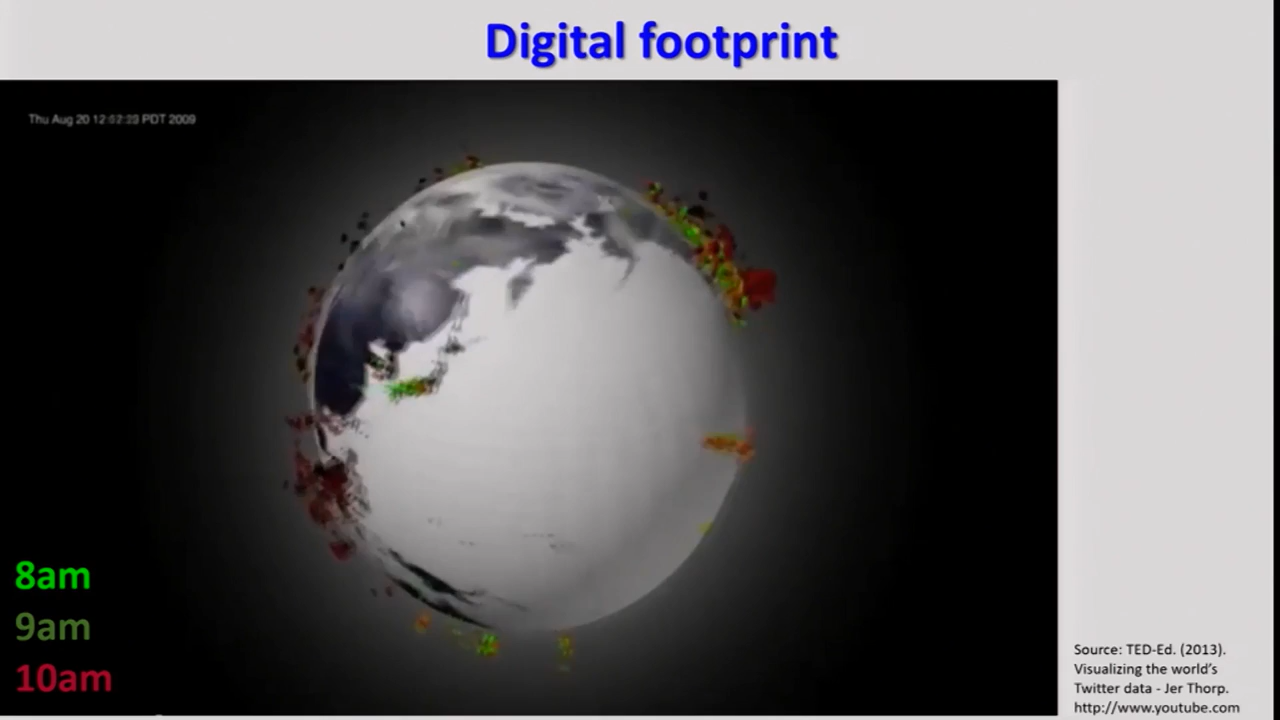 Digital footprint
Thu Aug 20 12:52:23 PDT 2009
8am
9am
10am
Source: TED-Ed. (2013).
Visualizing the world's
Twitter data - Jer Thorp.
http://www.youtube.com